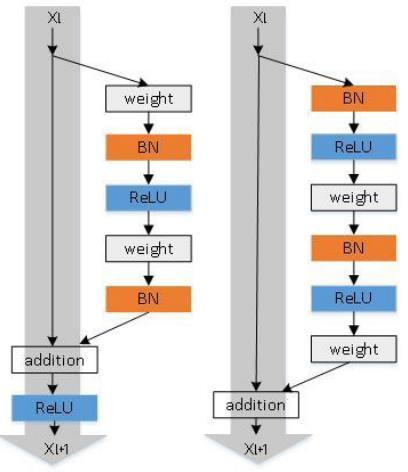 Xl
weight
BN
ReLU
weight
BN
addition
ReLU
Xl+1
Xl
BN
ReLU
weight
BN
ReLU
weight
addition
Xl+1